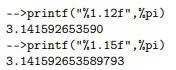 -->printf("%1.12f",%pi)
3.141592653590
-->printf("%1.15f",%pi)
3.141592653589793